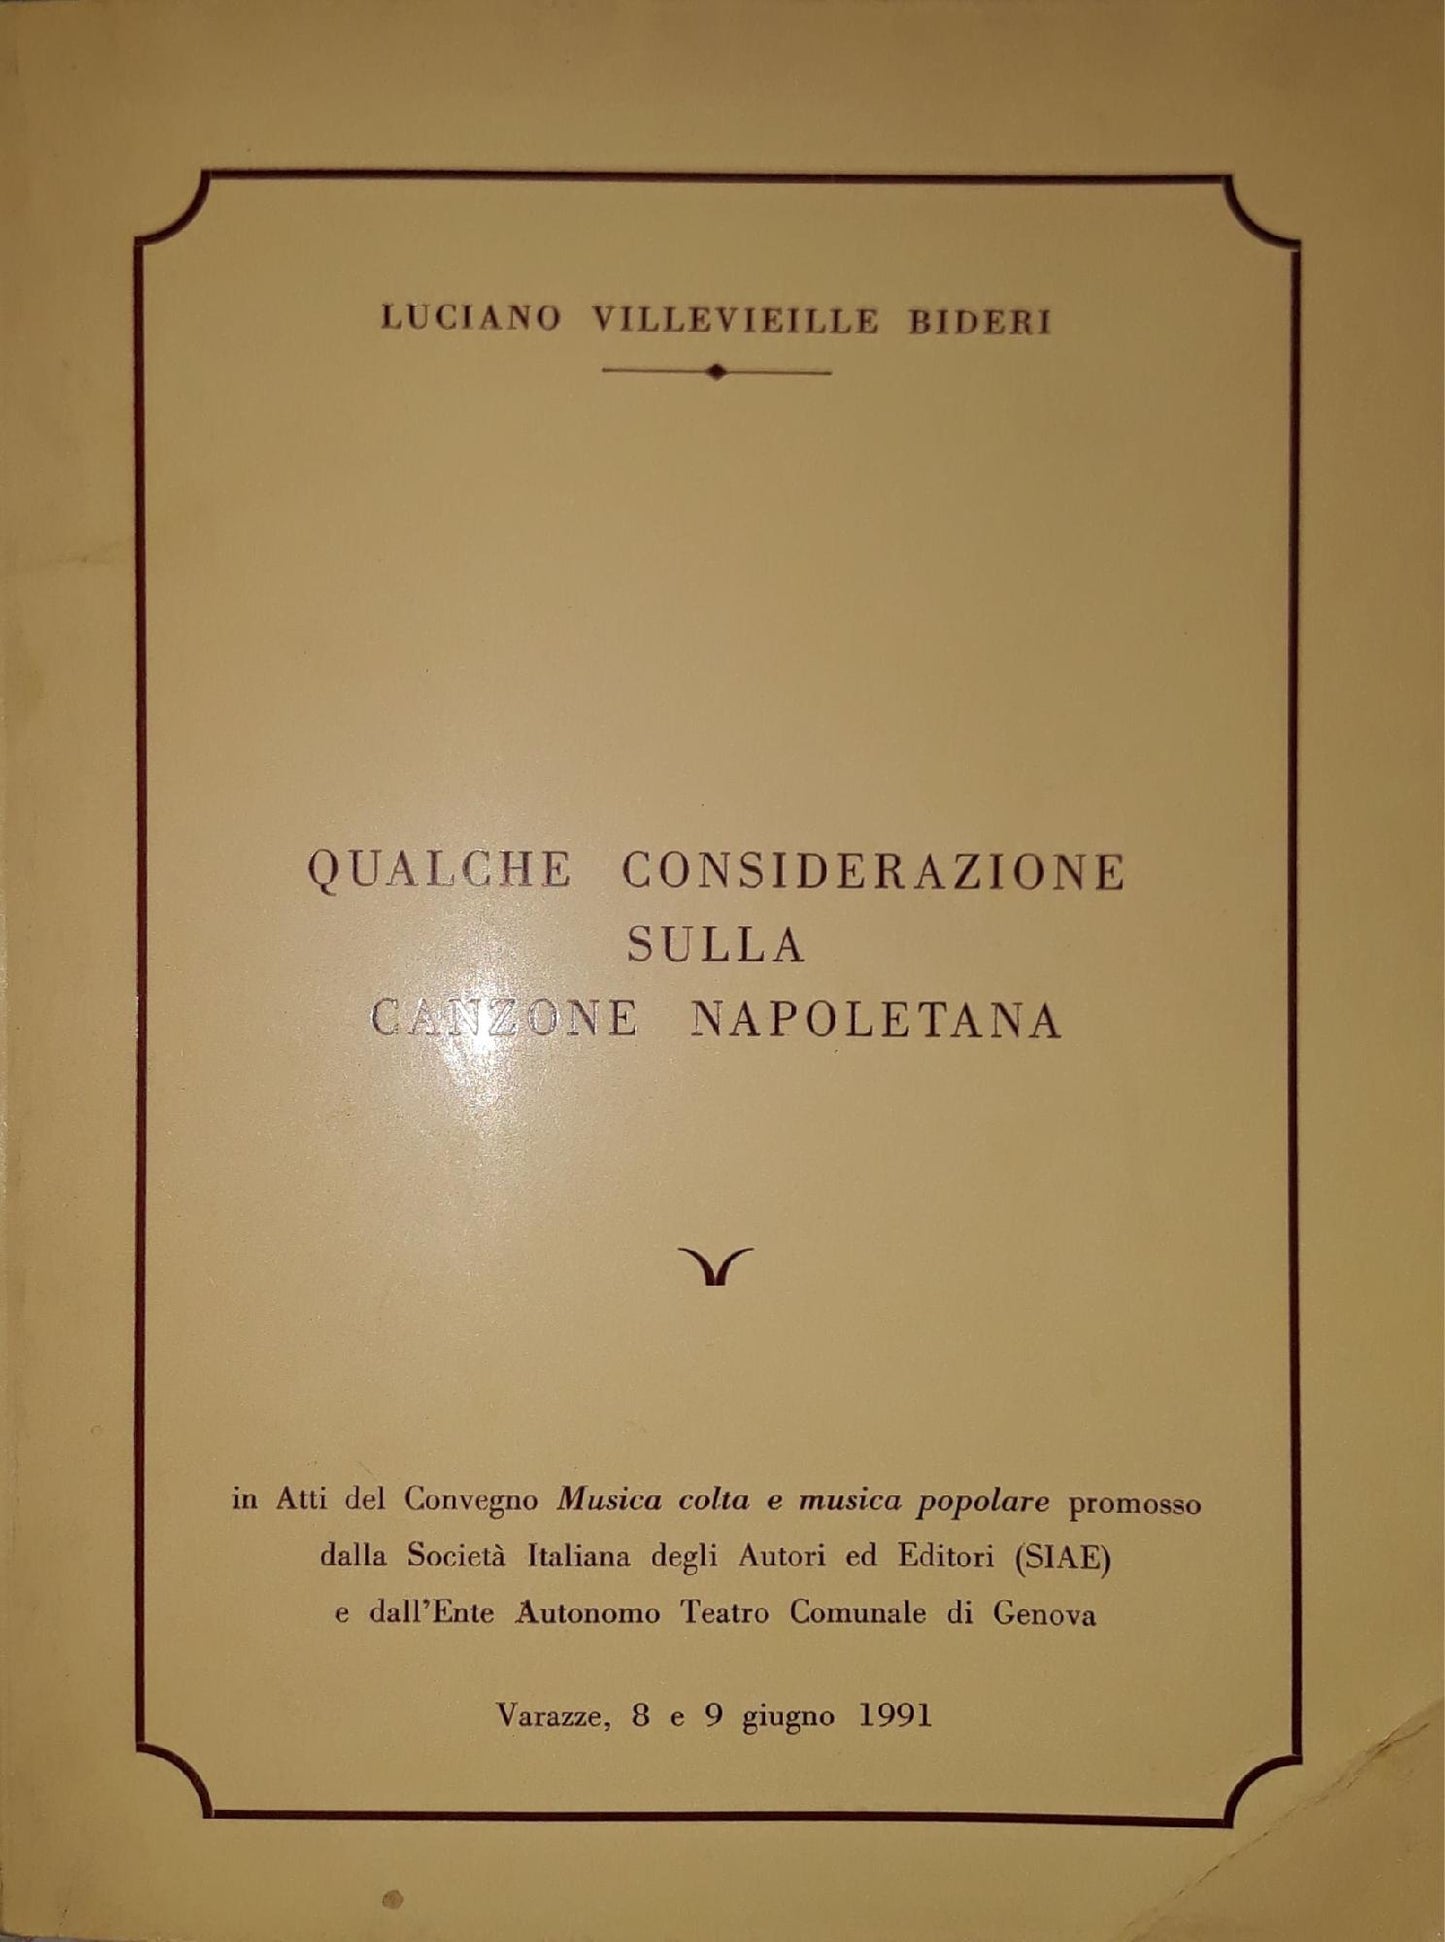 LUCIANO VILLEVIEILLE BIDERI
QUALCHE CONSIDERAZIONE
SULLA
CANZONE NAPOLETANA
in Atti del Convegno Musica colta e musica popolare promosso
dalla Società Italiana degli Autori ed Editori (SIAE)
e dall'Ente Autonomo Teatro Comunale di Genova
Varazze, 8 e 9 giugno 1991